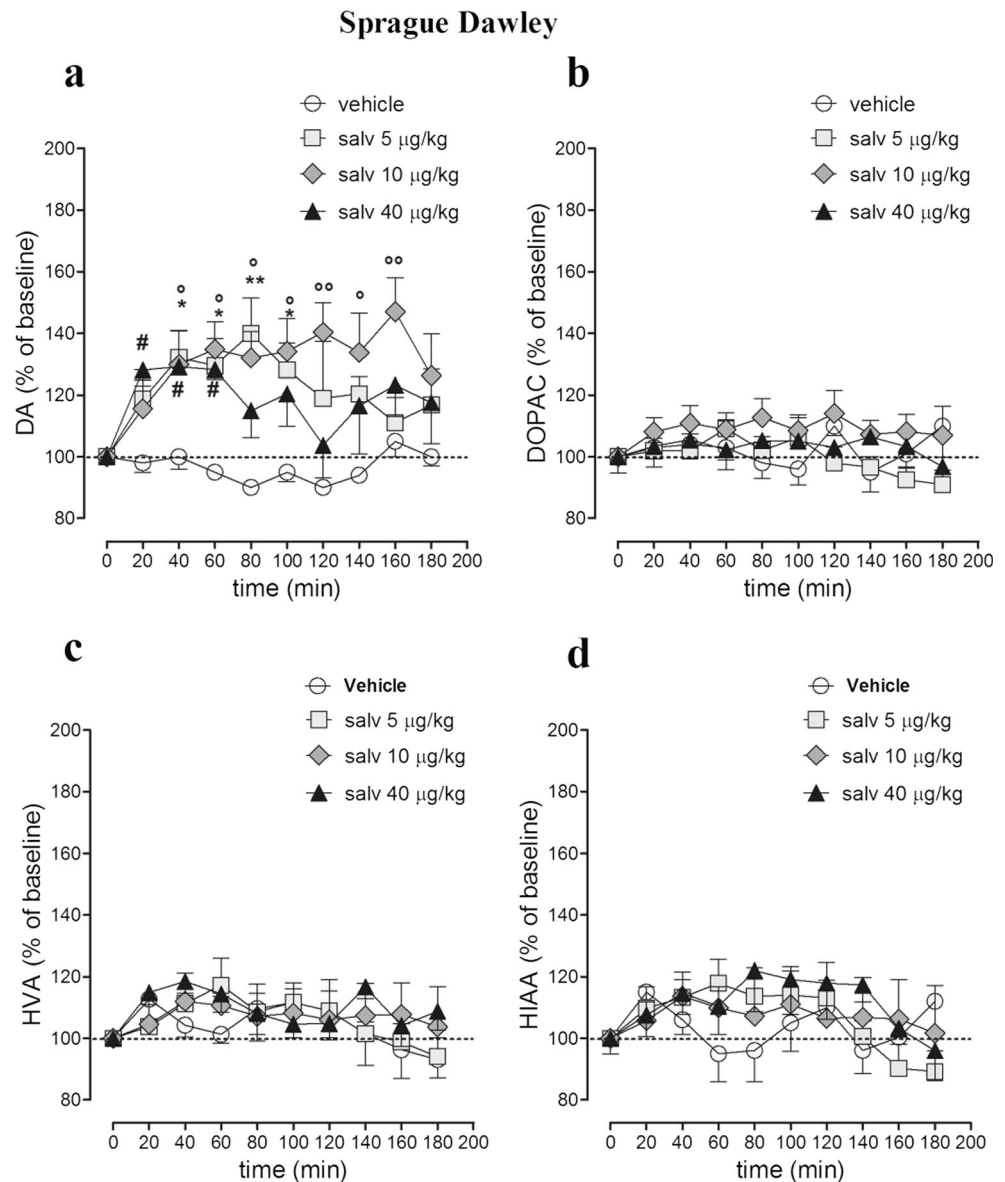 Sprague Dawley
a
vehicle
salv 5 μg/kg
salv 10 μg/kg
salv 40 μg/kg
DA (% of baseline)
200
180
160
140
120
100
80
°° 
° ° ° ° °° °
* * ** *
#
# #
0 20 40 60 80 100 120 140 160 180 200
time (min)
b
vehicle
salv 5 μg/kg
salv 10 μg/kg
salv 40 μg/kg
DOPAC (% of baseline)
200
180
160
140
120
100
80
0 20 40 60 80 100 120 140 160 180 200
time (min)
c
Vehicle
salv 5 μg/kg
salv 10 μg/kg
salv 40 μg/kg
HVA (% of baseline)
200
180
160
140
120
100
80
0 20 40 60 80 100 120 140 160 180 200
time (min)
d
Vehicle
salv 5 μg/kg
salv 10 μg/kg
salv 40 μg/kg
HIAA (% of baseline)
200
180
160
140
120
100
80
0 20 40 60 80 100 120 140 160 180 200
time (min)